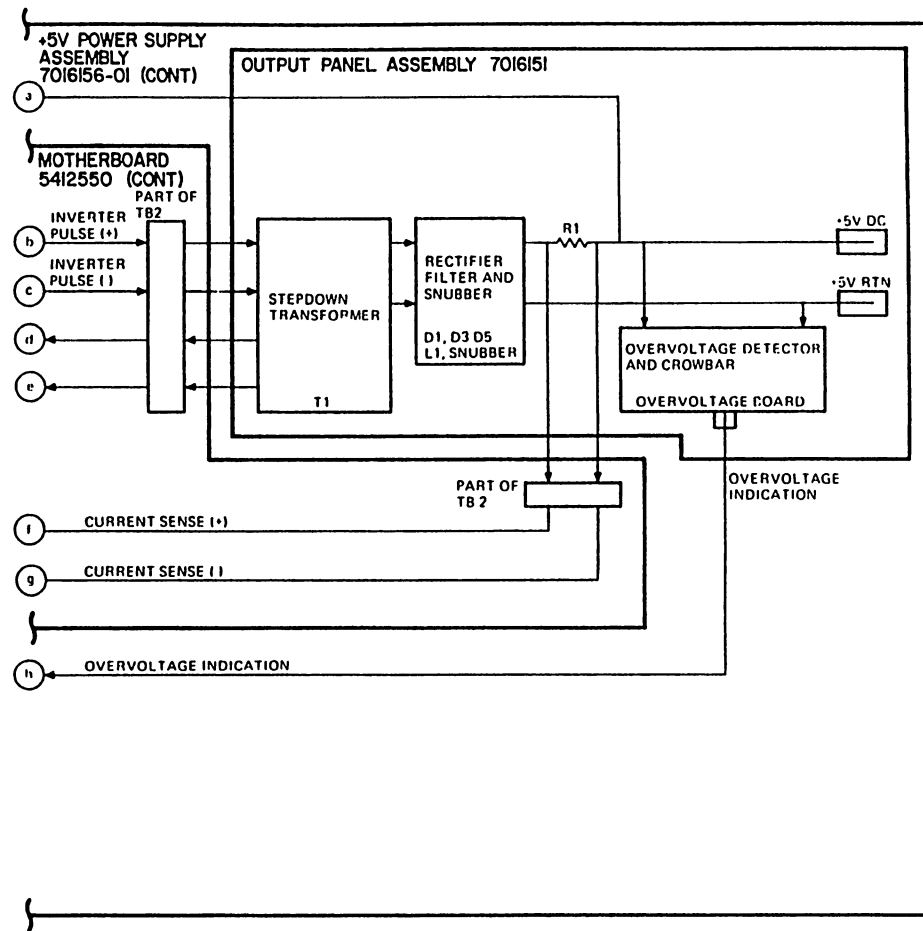 +5V POWER SUPPLY
ASSEMBLY
7016156-01 (CONT)
OUTPUT PANEL ASSEMBLY 7016151
a
MOTHERBOARD
5412550 (CONT)
PART OF
TB2
b
INVERTER
PULSE (+)
c
INVERTER
PULSE ( )
d
e
STEPDOWN
TRANSFORMER
T1
RECTIFIER
FILTER AND
SNUBBER
D1, D3 D5
L1, SNUBBER
R1
+5V DC
+5V RTN
OVERVOLTAGE DETECTOR
AND CROWBAR
OVERVOLTAGE BOARD
OVERVOLTAGE
INDICATION
PART OF
TB 2
f
CURRENT SENSE (+)
g
CURRENT SENSE ( )
h
OVERVOLTAGE INDICATION